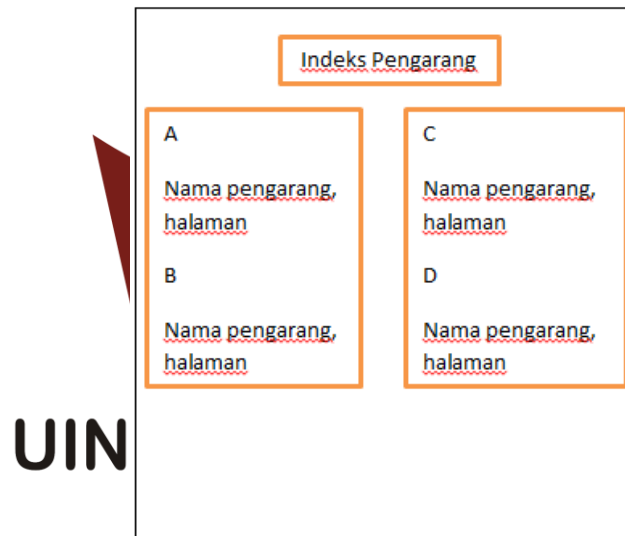 Indeks Pengarang
A
Nama pengarang,
halaman
B
Nama pengarang,
halaman
C
Nama pengarang,
halaman
D
Nama pengarang,
halaman
UIN